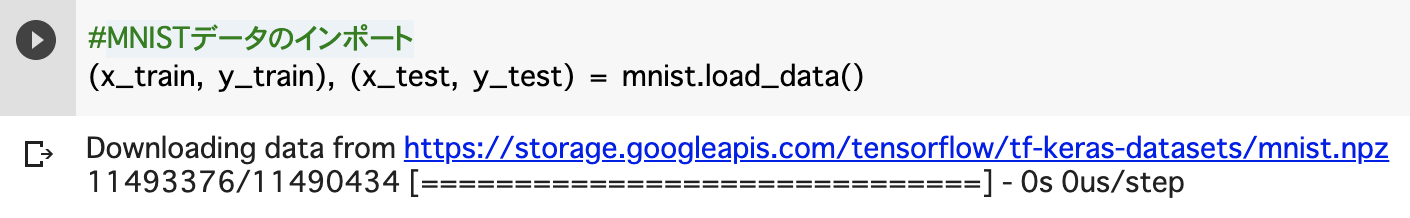 #MNISTデータのインポート
(x_train, y_train), (x_test, y_test) = mnist.load_data()
Downloading data from https://storage.googleapis.com/tensorflow/tf-keras-datasets/mnist.npz
11493376/11490434 [==============================] - 0s 0us/step